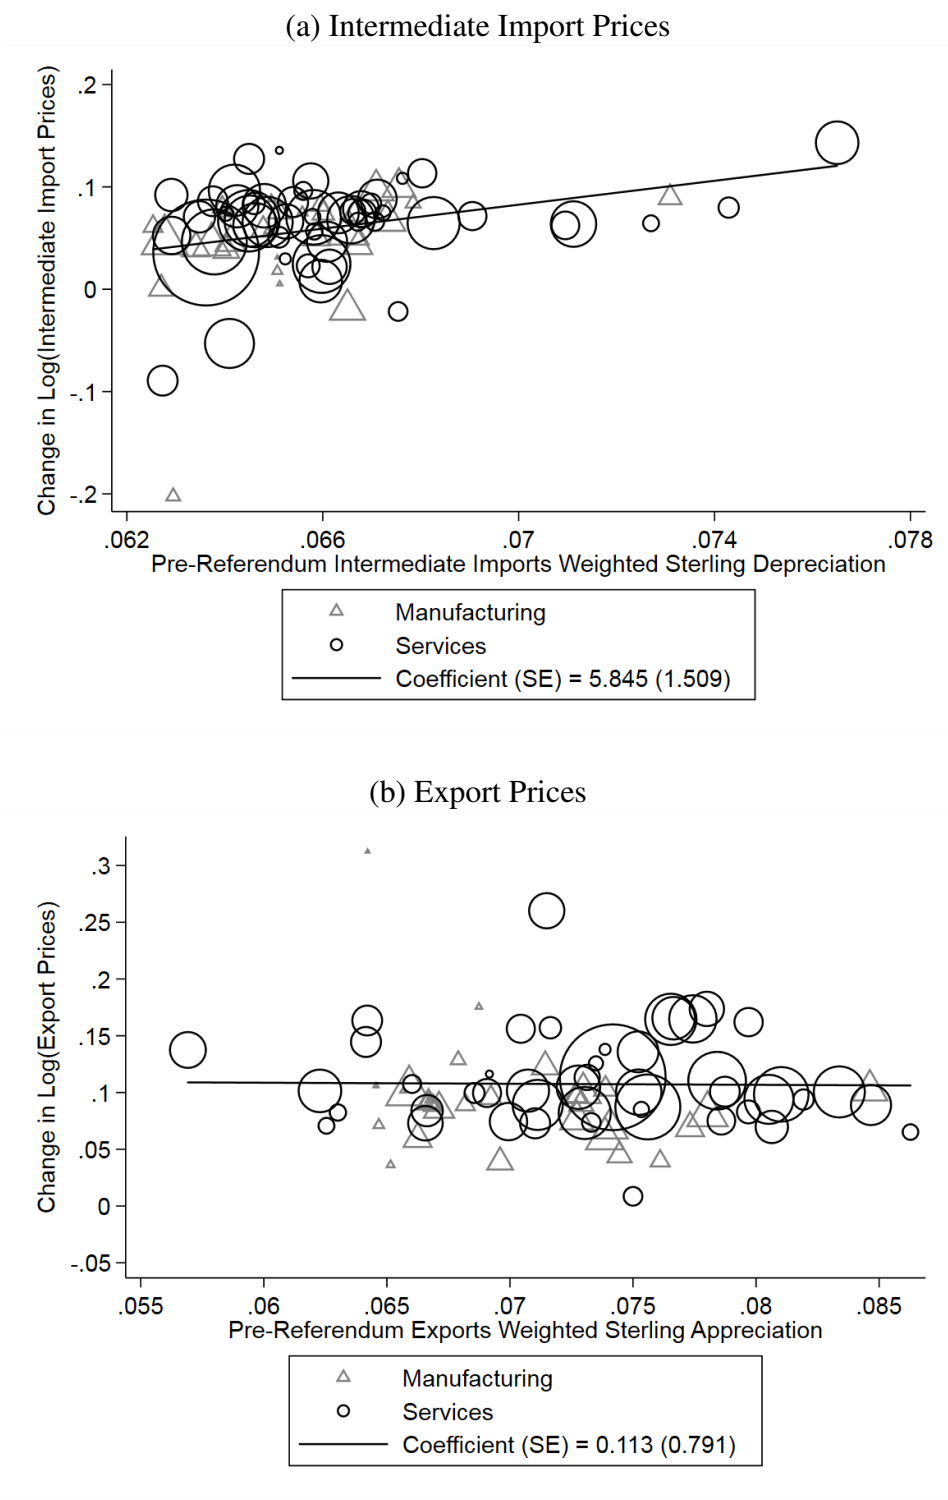 (a) Intermediate Import Prices
Change in Log(Intermediate Import Prices)
.2
.1
0
-.1
-.2
.062 .066 .07 .074 .078
Pre-Referendum Intermediate Imports Weighted Sterling Depreciation
Manufacturing
Services
Coefficient (SE) = 5.845 (1.509)
(b) Export Prices
Change in Log(Export Prices)
.3
.25
.2
.15
.1
.05
0
-.05
.055 .06 .065 .07 .075 .08 .085
Pre-Referendum Exports Weighted Sterling Appreciation
Manufacturing
Services
Coefficient (SE) = 0.113 (0.791)